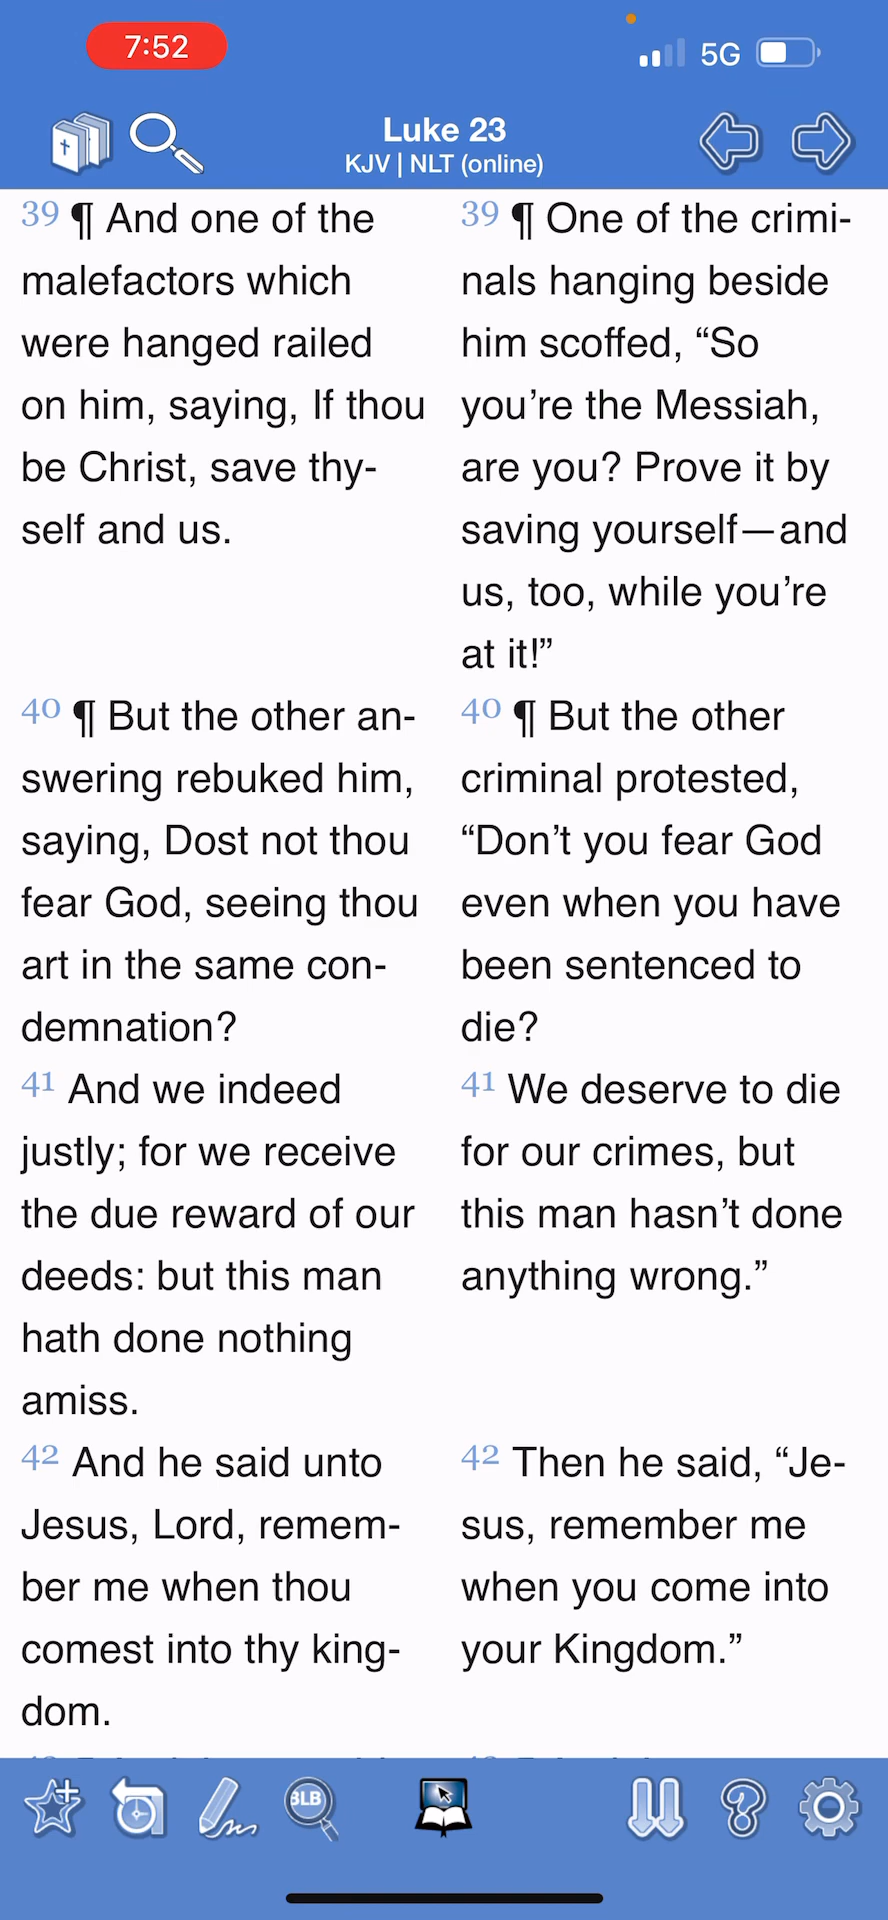 7:52
5G
Luke 23
KJV | NLT (online)
39 ¶ And one of the
malefactors which
were hanged railed
on him, saying, If thou
be Christ, save thy-
self and us.
39 ¶ One of the crimi-
nals hanging beside
him scoffed, “So
you’re the Messiah,
are you? Prove it by
saving yourself—and
us, too, while you’re
at it!”
40 ¶ But the other an-
swering rebuked him,
saying, Dost not thou
fear God, seeing thou
art in the same con-
demnation?
40 ¶ But the other
criminal protested,
“Don’t you fear God
even when you have
been sentenced to
die?
41 And we indeed
justly; for we receive
the due reward of our
deeds: but this man
hath done nothing
amiss.
41 We deserve to die
for our crimes, but
this man hasn’t done
anything wrong.”
42 And he said unto
Jesus, Lord, remem-
ber me when thou
comest into thy king-
dom.
42 Then he said, “Je-
sus, remember me
when you come into
your Kingdom.”
BLB